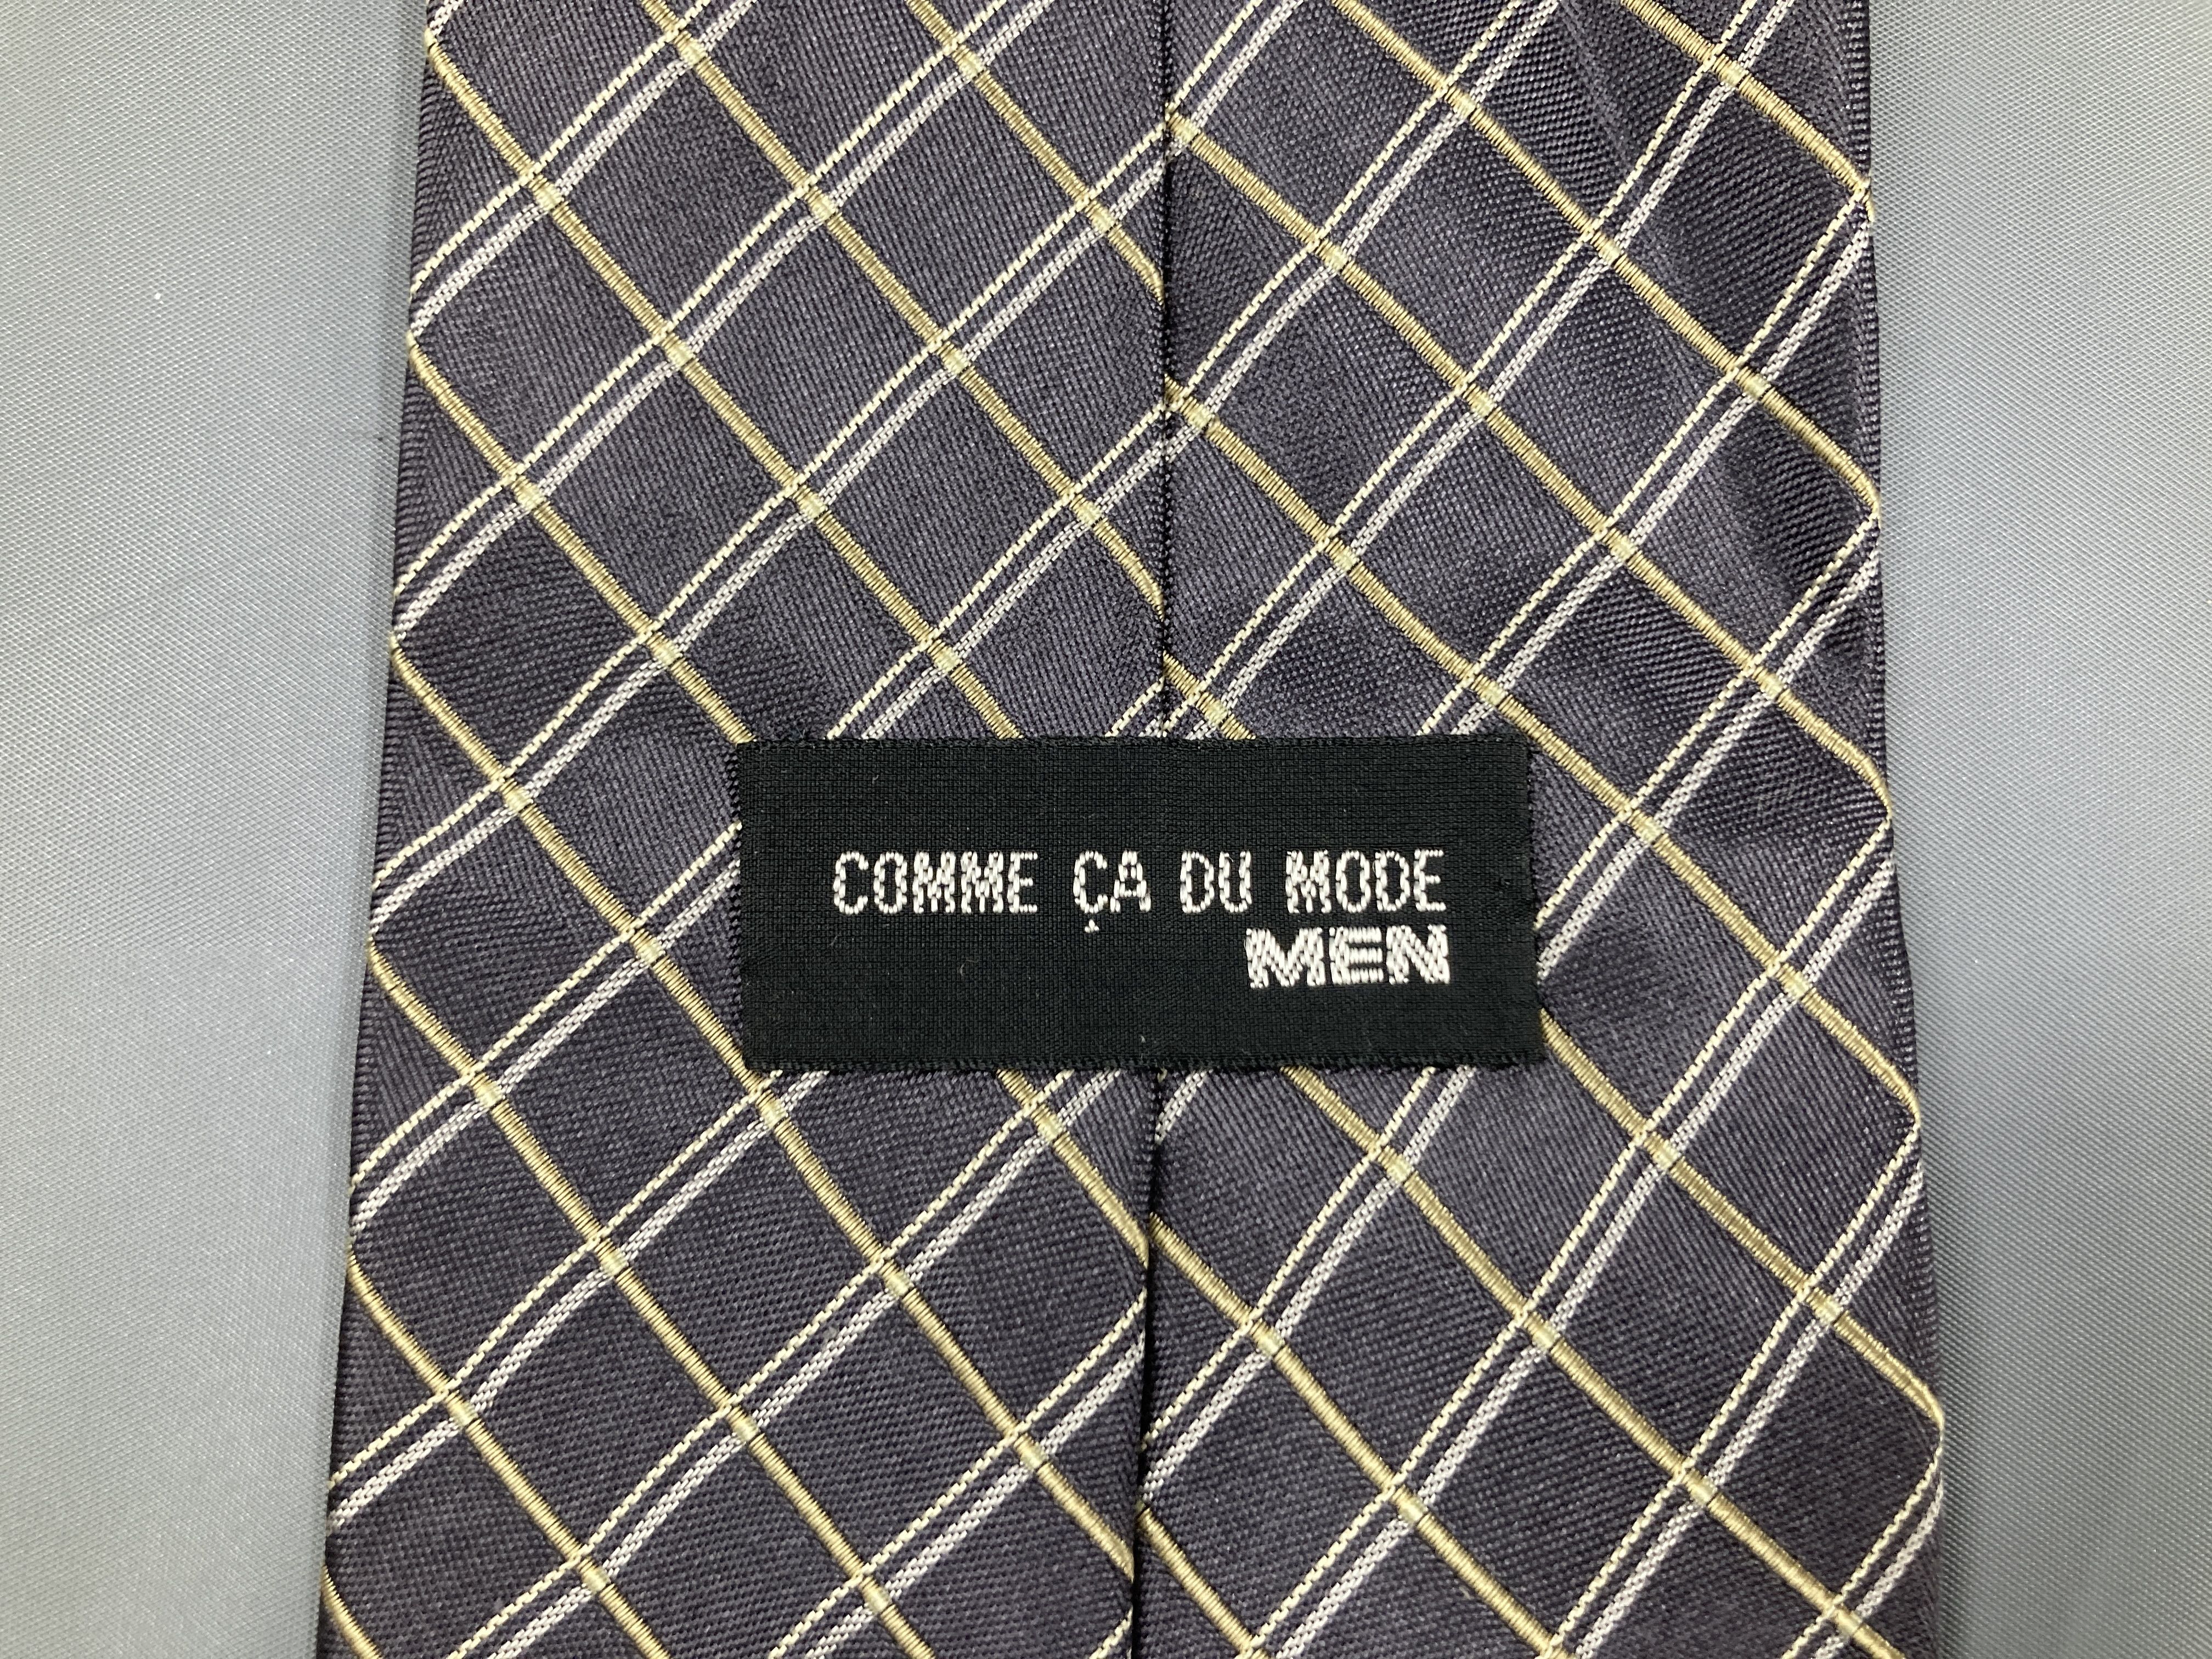 COMME ÇA DU MODE
MEN